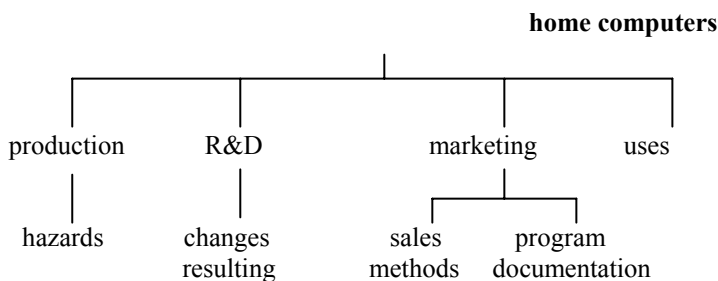 home computers
production R&D marketing uses
hazards changes sales program
resulting methods documentation